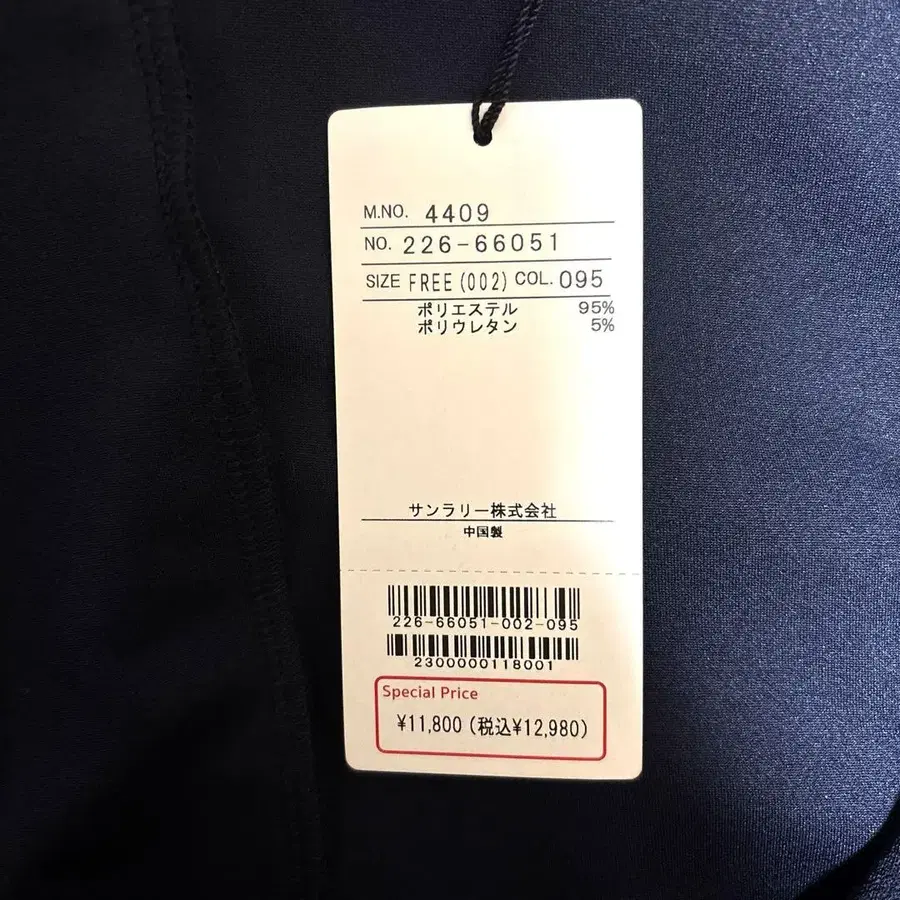 M.NO. 4409
NO. 226-66051
SIZE FREE(002) COL. 095
ポリエステル 95%
ポリウレタン 5%
サンラリー株式会社
中国製
226-66051-002-095
2300000118001
Special Price
¥11,800(税込¥12,980)